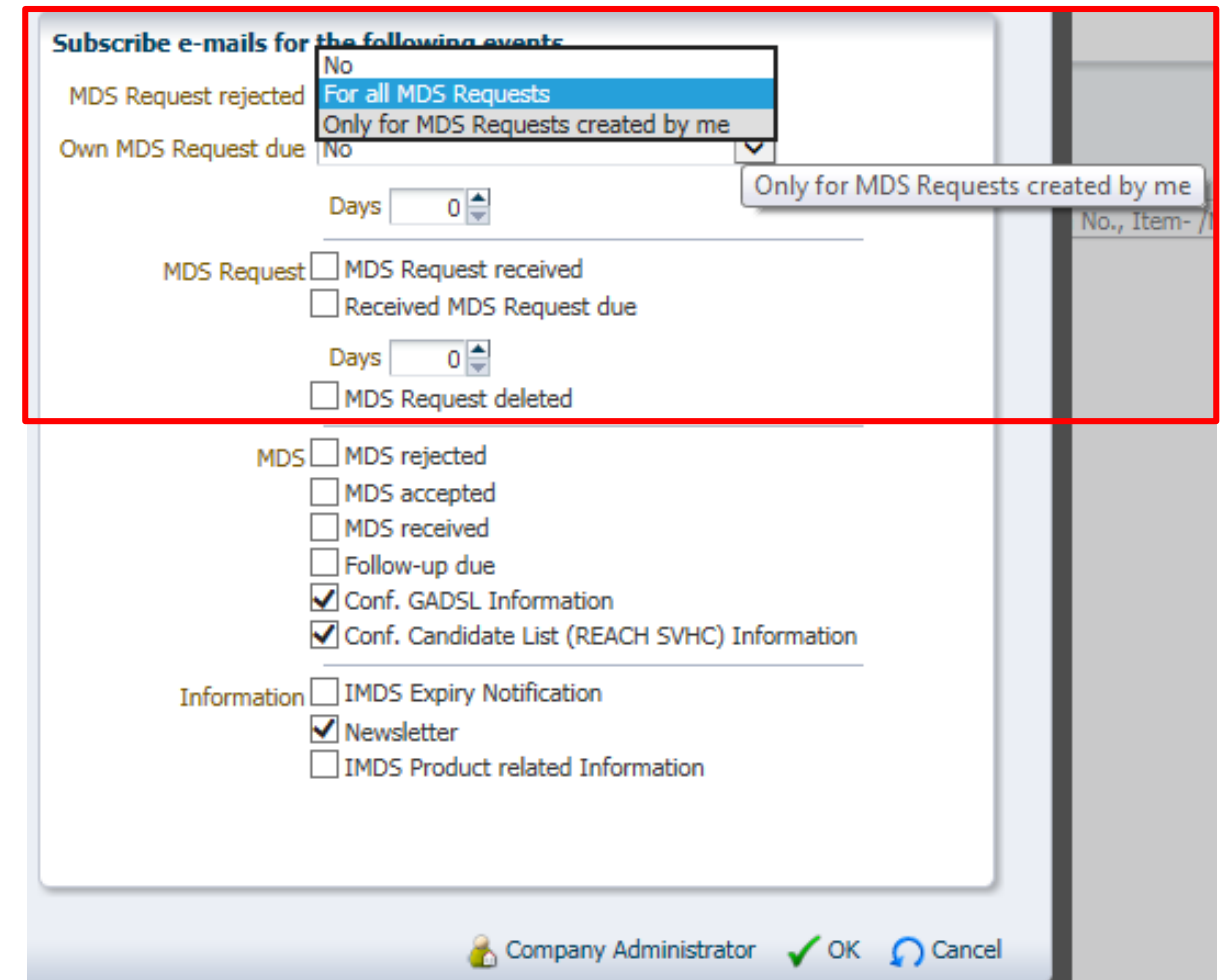 Subscribe e-mails for the following events
No
MDS Request rejected For all MDS Requests
Only for MDS Requests created by me
Own MDS Request due No
Only for MDS Requests created by me
Days 0
No., Item- /
MDS Request MDS Request received
Received MDS Request due
Days 0
MDS Request deleted
MDS MDS rejected
MDS accepted
MDS received
Follow-up due
Conf. GADSL Information
Conf. Candidate List (REACH SVHC) Information
Information IMDS Expiry Notification
Newsletter
IMDS Product related Information
Company Administrator OK Cancel